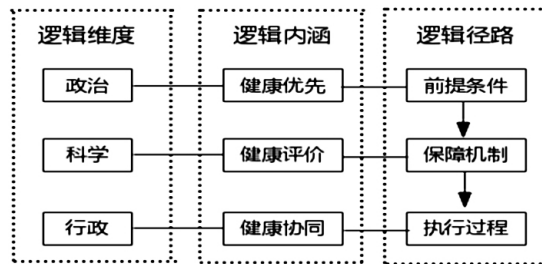 逻辑维度 逻辑内涵 逻辑径路
政治 健康优先 前提条件
科学 健康评价 保障机制
行政 健康协同 执行过程